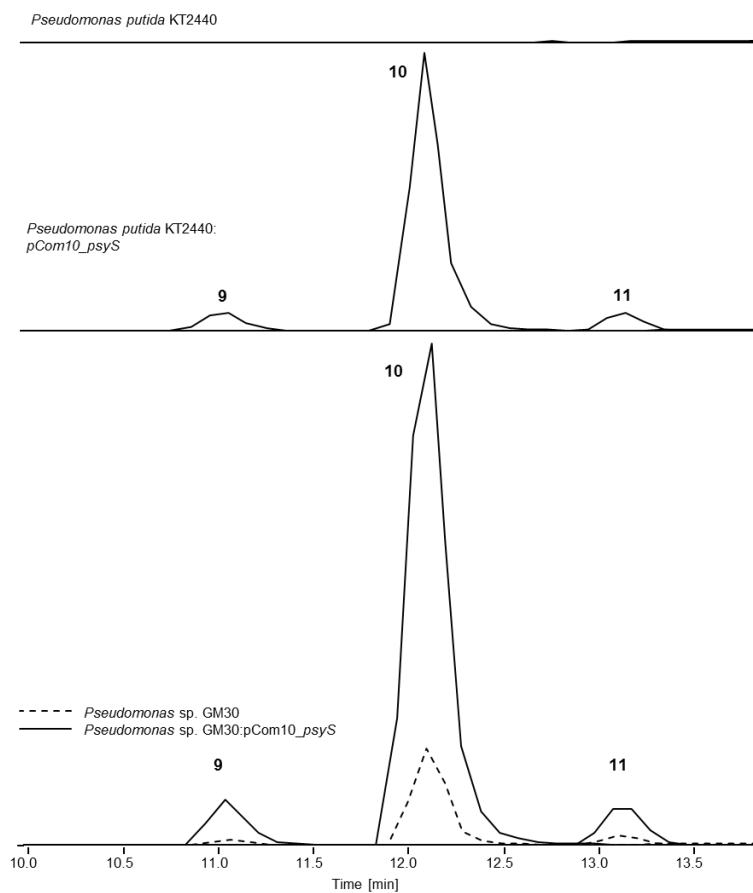 Pseudomonas putida KT2440
10
Pseudomonas putida KT2440:
pCom10_psyS
9
11
10
Pseudomonas sp. GM30
Pseudomonas sp. GM30:pCom10_psyS
9
11
10.0 10.5 11.0 11.5 12.0 12.5 13.0 13.5
Time [min]